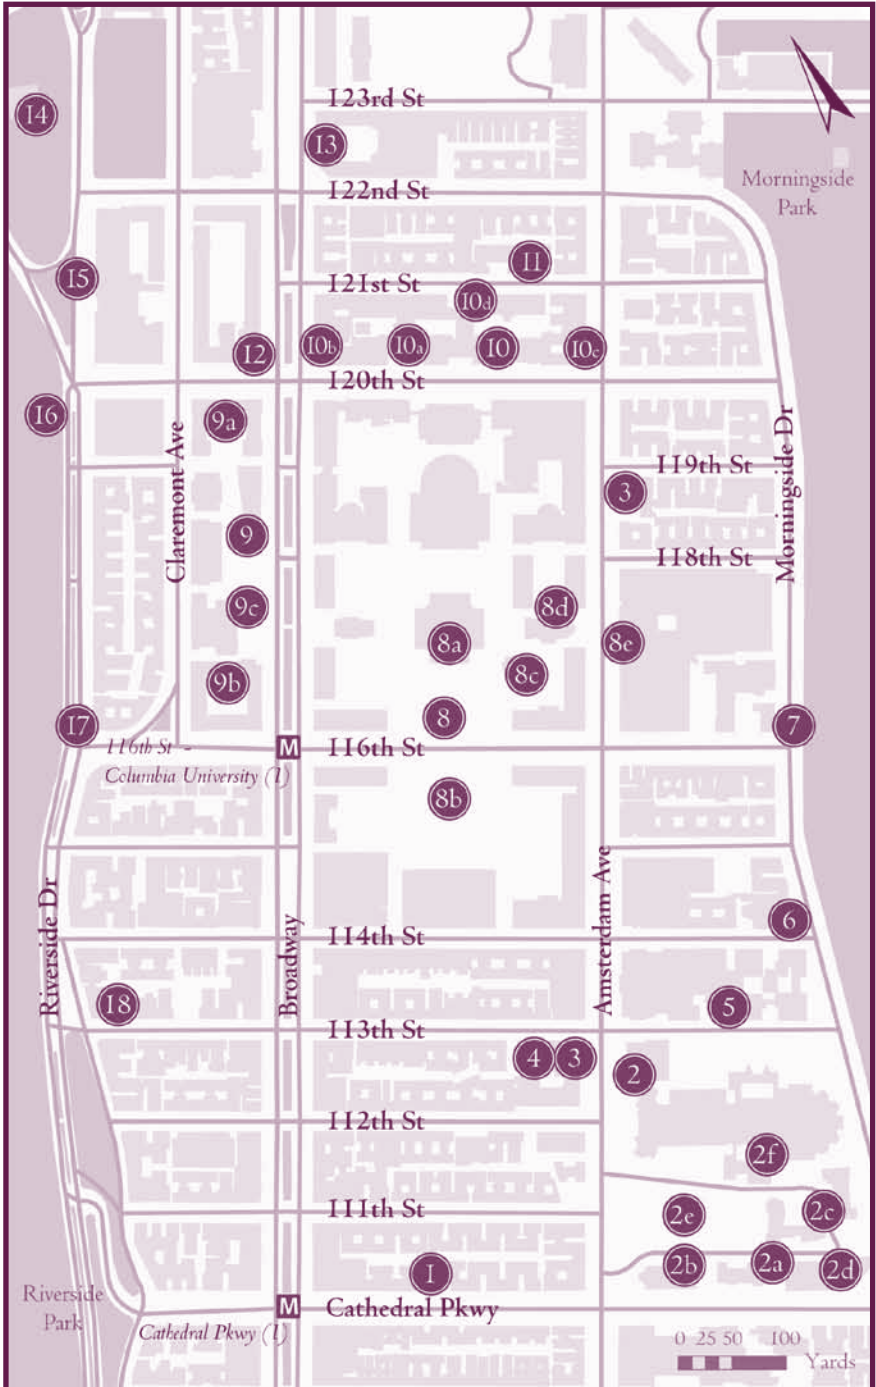 123rd St
14
13
Morningside
Park
122nd St
11
15
121st St
10d
12
10b
10a
10
10c
120th St
16
9a
Claremont Ave
119th St
3
Morningside Dr
9
118th St
9c
8d
8a
8e
8c
9b
8
17
7
116th St -
Columbia University (1)
M
116th St
8b
Riverside Dr
Broadway
Amsterdam Ave
6
114th St
18
5
113th St
4
3
2
112th St
2f
111th St
2e
2c
1
2b
2a
2d
Riverside
Park
M
Cathedral Pkwy
Cathedral Pkwy (1)
0 25 50 100
Yards